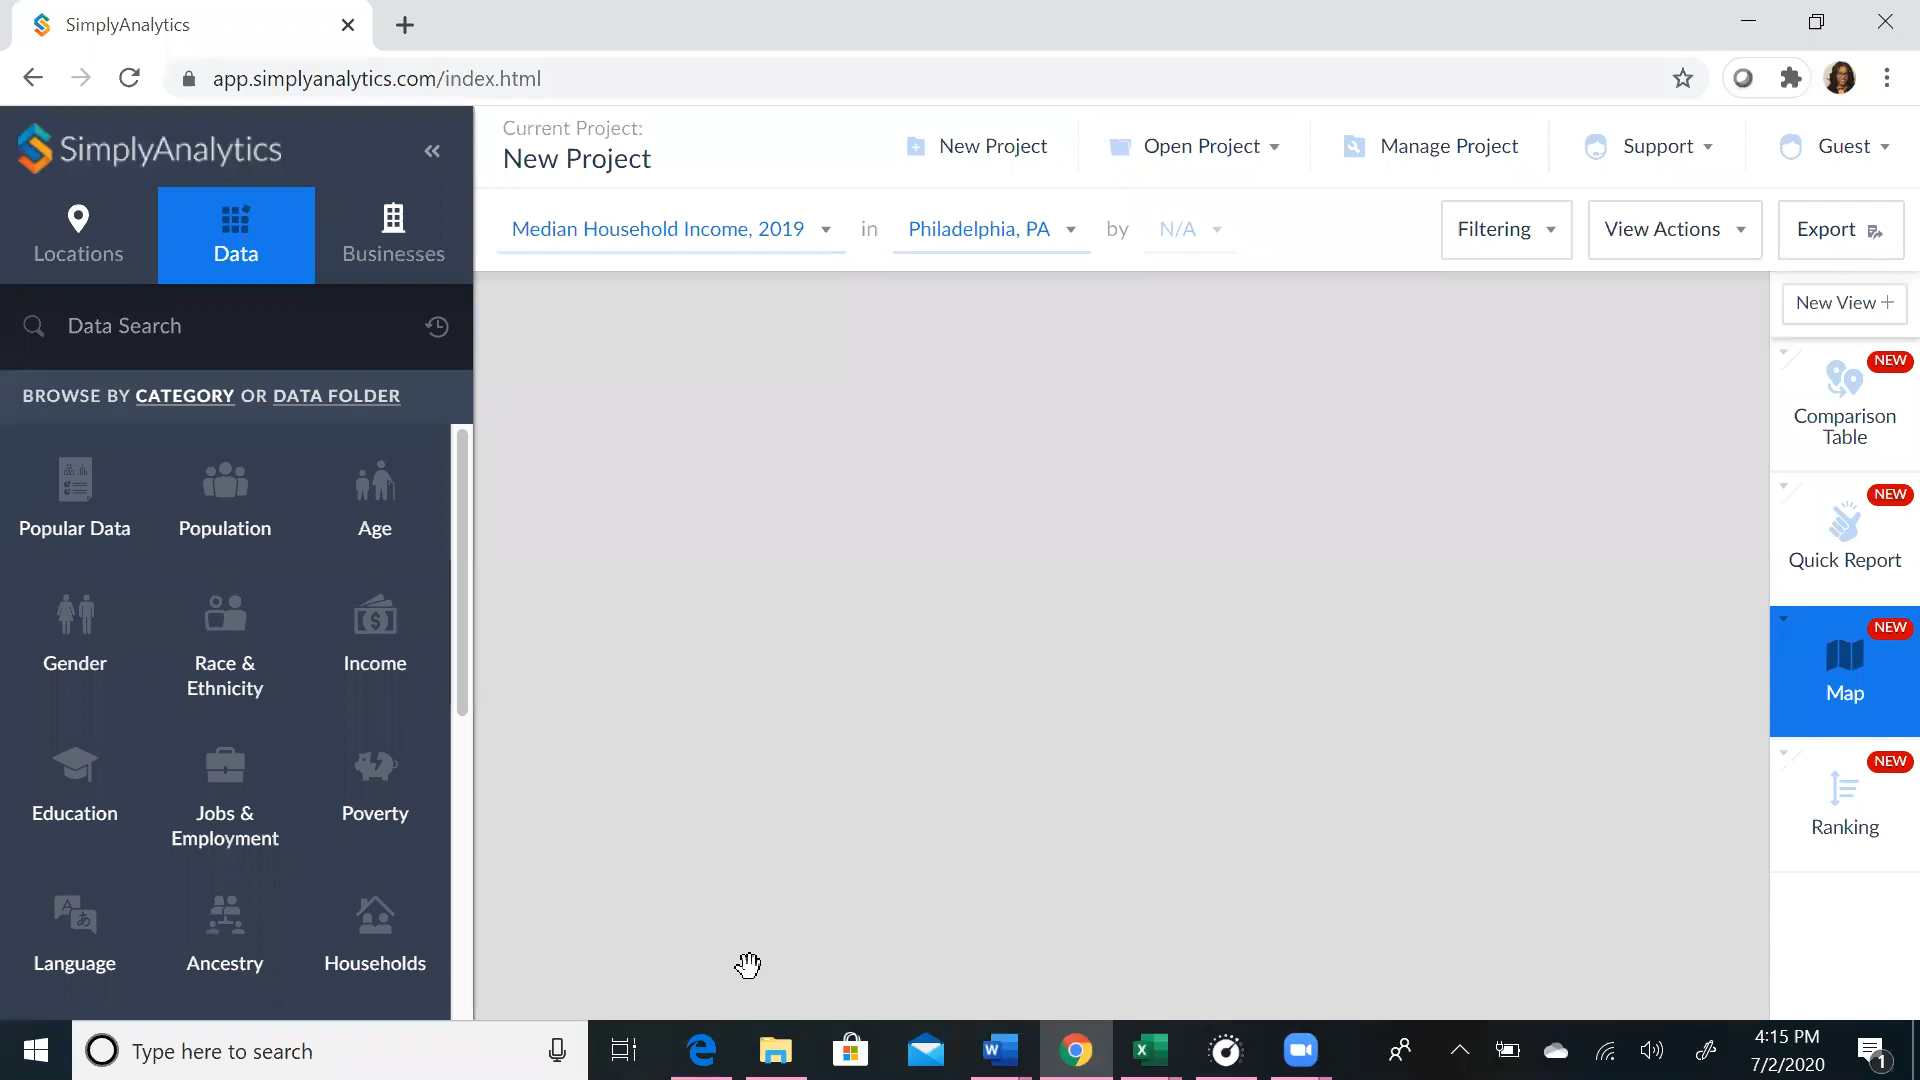 SimplyAnalytics
app.simplyanalytics.com/index.html
SimplyAnalytics
Current Project:
New Project
New Project
Open Project
Manage Project
Support
Guest
Locations
Data
Businesses
Median Household Income, 2019
in
Philadelphia, PA
by
N/A
Filtering
View Actions
Export
Data Search
BROWSE BY CATEGORY OR DATA FOLDER
Popular Data
Population
Age
Gender
Race &
Ethnicity
Income
Education
Jobs &
Employment
Poverty
Language
Ancestry
Households
New View
NEW
Comparison
Table
NEW
Quick Report
NEW
Map
NEW
Ranking
Type here to search
4:15 PM
7/2/2020
1